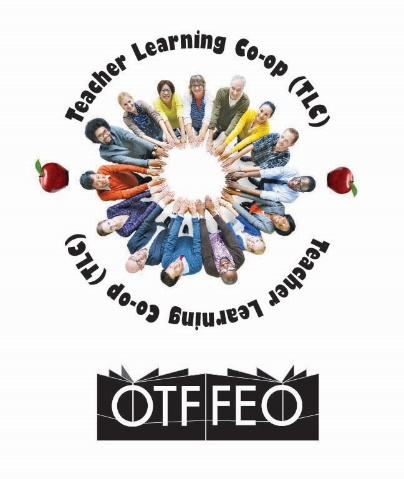 Teacher Learning Co-op (TLC)
Teacher Learning Co-op (TLC)
OTF FEO